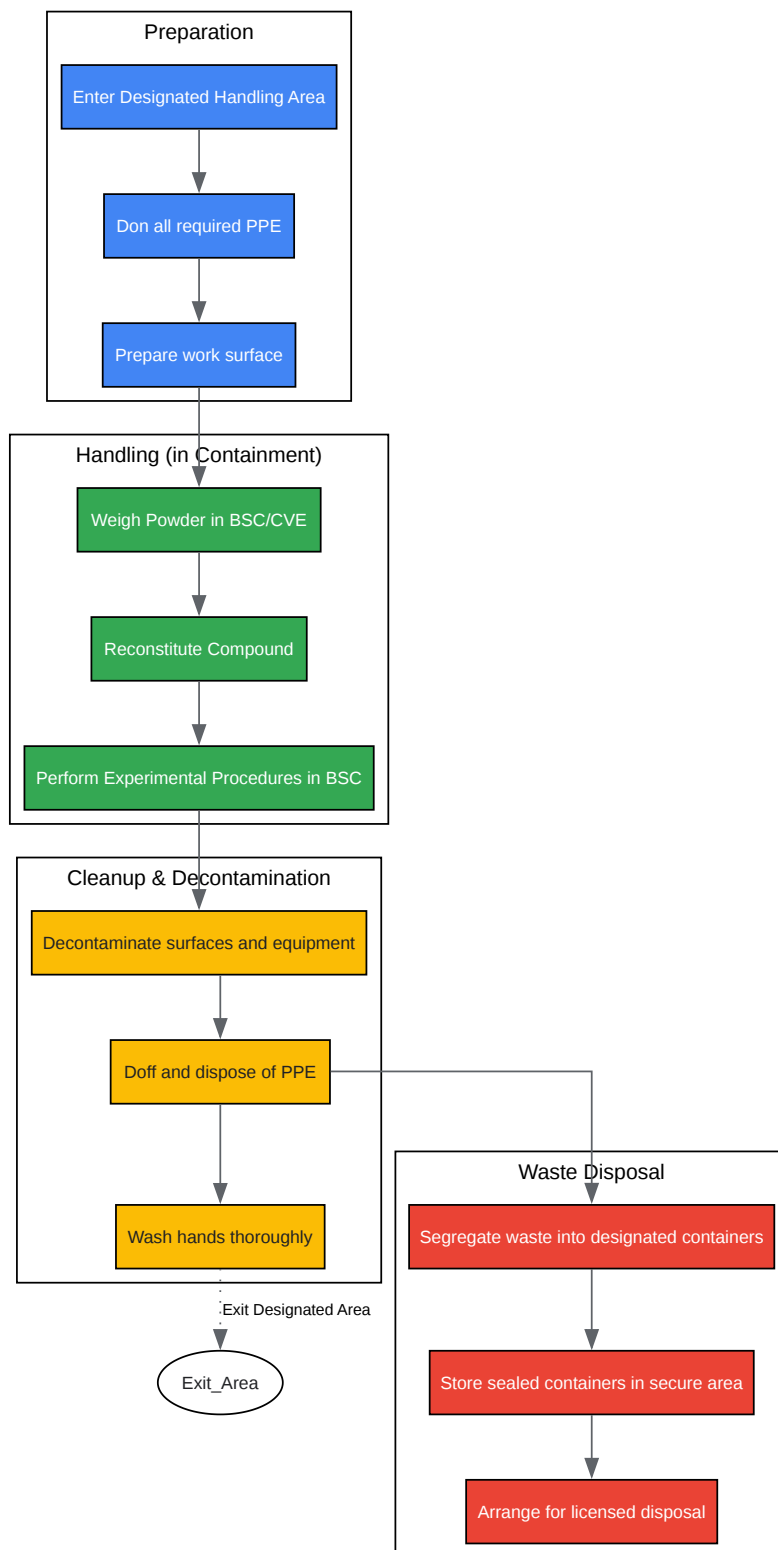 Preparation
Enter Designated Handling Area
Don all required PPE
Prepare work surface
Handling (in Containment)
Weigh Powder in BSC/CVE
Reconstitute Compound
Perform Experimental Procedures in BSC
Cleanup & Decontamination
Decontaminate surfaces and equipment
Doff and dispose of PPE
Wash hands thoroughly
Exit Designated Area
Exit_Area
Waste Disposal
Segregate waste into designated containers
Store sealed containers in secure area
Arrange for licensed disposal